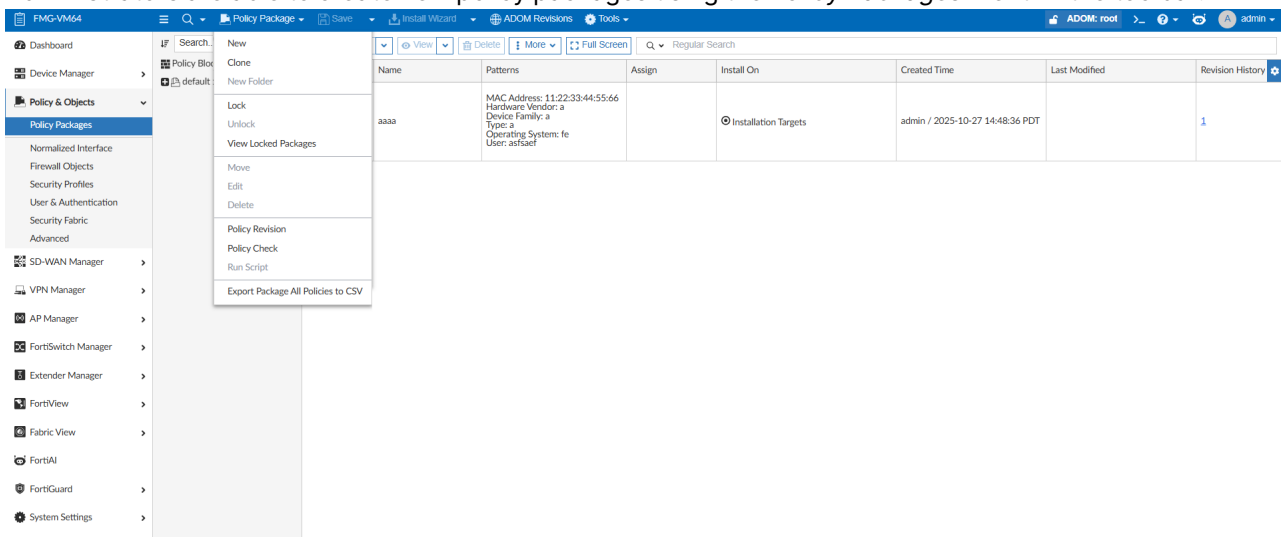 FMG-VM64
Policy Package
Save
Install Wizard
ADOM Revisions
Tools
ADOM: root
admin
Dashboard
Device Manager
Policy & Objects
Policy Packages
Normalized Interface
Firewall Objects
Security Profiles
User & Authentication
Security Fabric
Advanced
SD-WAN Manager
VPN Manager
AP Manager
FortiSwitch Manager
Extender Manager
FortiView
Fabric View
FortiAI
FortiGuard
System Settings
Search...
Policy Bloc
default
New
Clone
New Folder
Lock
Unlock
View Locked Packages
Move
Edit
Delete
Policy Revision
Policy Check
Run Script
Export Package All Policies to CSV
View
Delete
More
Full Screen
Regular Search
Name Patterns Assign Install On Created Time Last Modified Revision History
aaaa
MAC Address: 11:22:33:44:55:66
Hardware Vendor: a
Device Family: a
Type: a
Operating System: fe
User: asfsaef
Installation Targets
admin / 2025-10-27 14:48:36 PDT
1